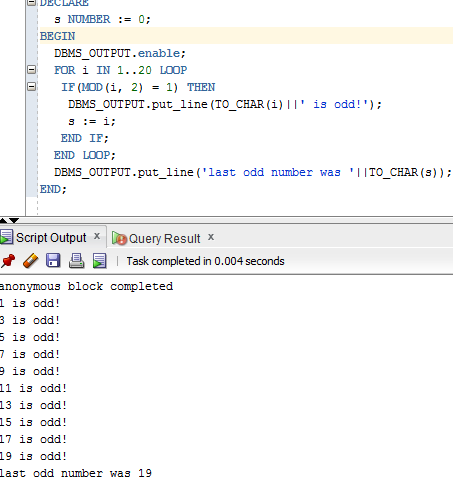 DECLARE
s NUMBER := 0;
BEGIN
DBMS_OUTPUT.enable;
FOR i IN 1..20 LOOP
IF(MOD(i, 2) = 1) THEN
DBMS_OUTPUT.put_line(TO_CHAR(i)||' is odd!');
s := i;
END IF;
END LOOP;
DBMS_OUTPUT.put_line('last odd number was '||TO_CHAR(s));
END;
Script Output x Query Result x
Task completed in 0.004 seconds
anonymous block completed
1 is odd!
3 is odd!
5 is odd!
7 is odd!
9 is odd!
11 is odd!
13 is odd!
15 is odd!
17 is odd!
19 is odd!
last odd number was 19